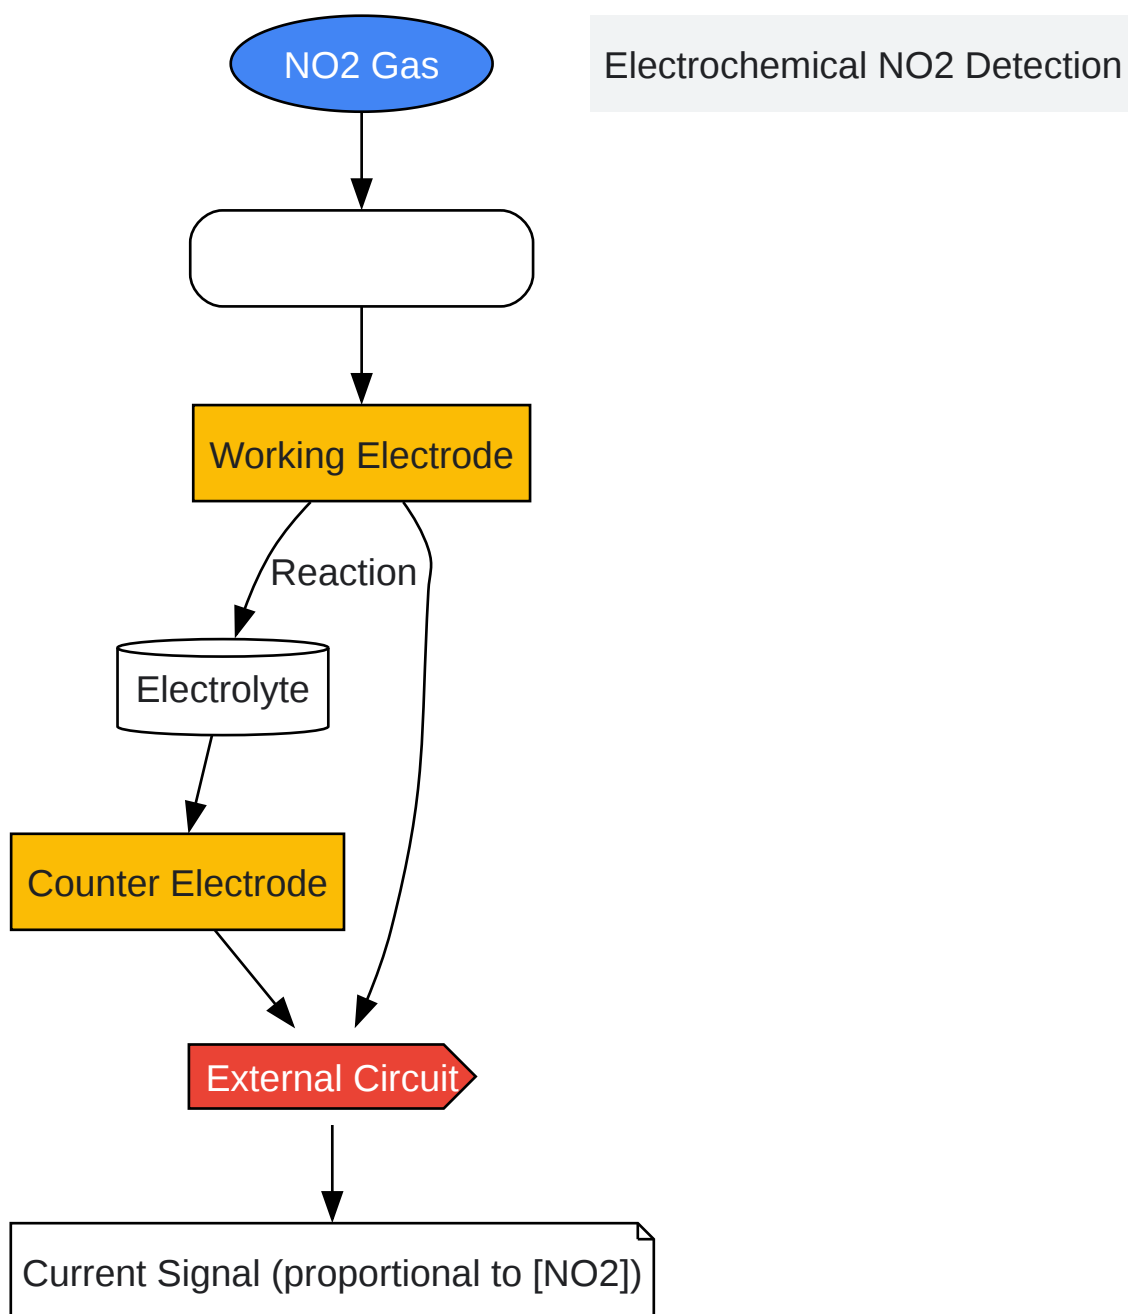 NO2 Gas
Electrochemical NO2 Detection
Working Electrode
Reaction
Electrolyte
Counter Electrode
External Circuit
Current Signal (proportional to [NO2])